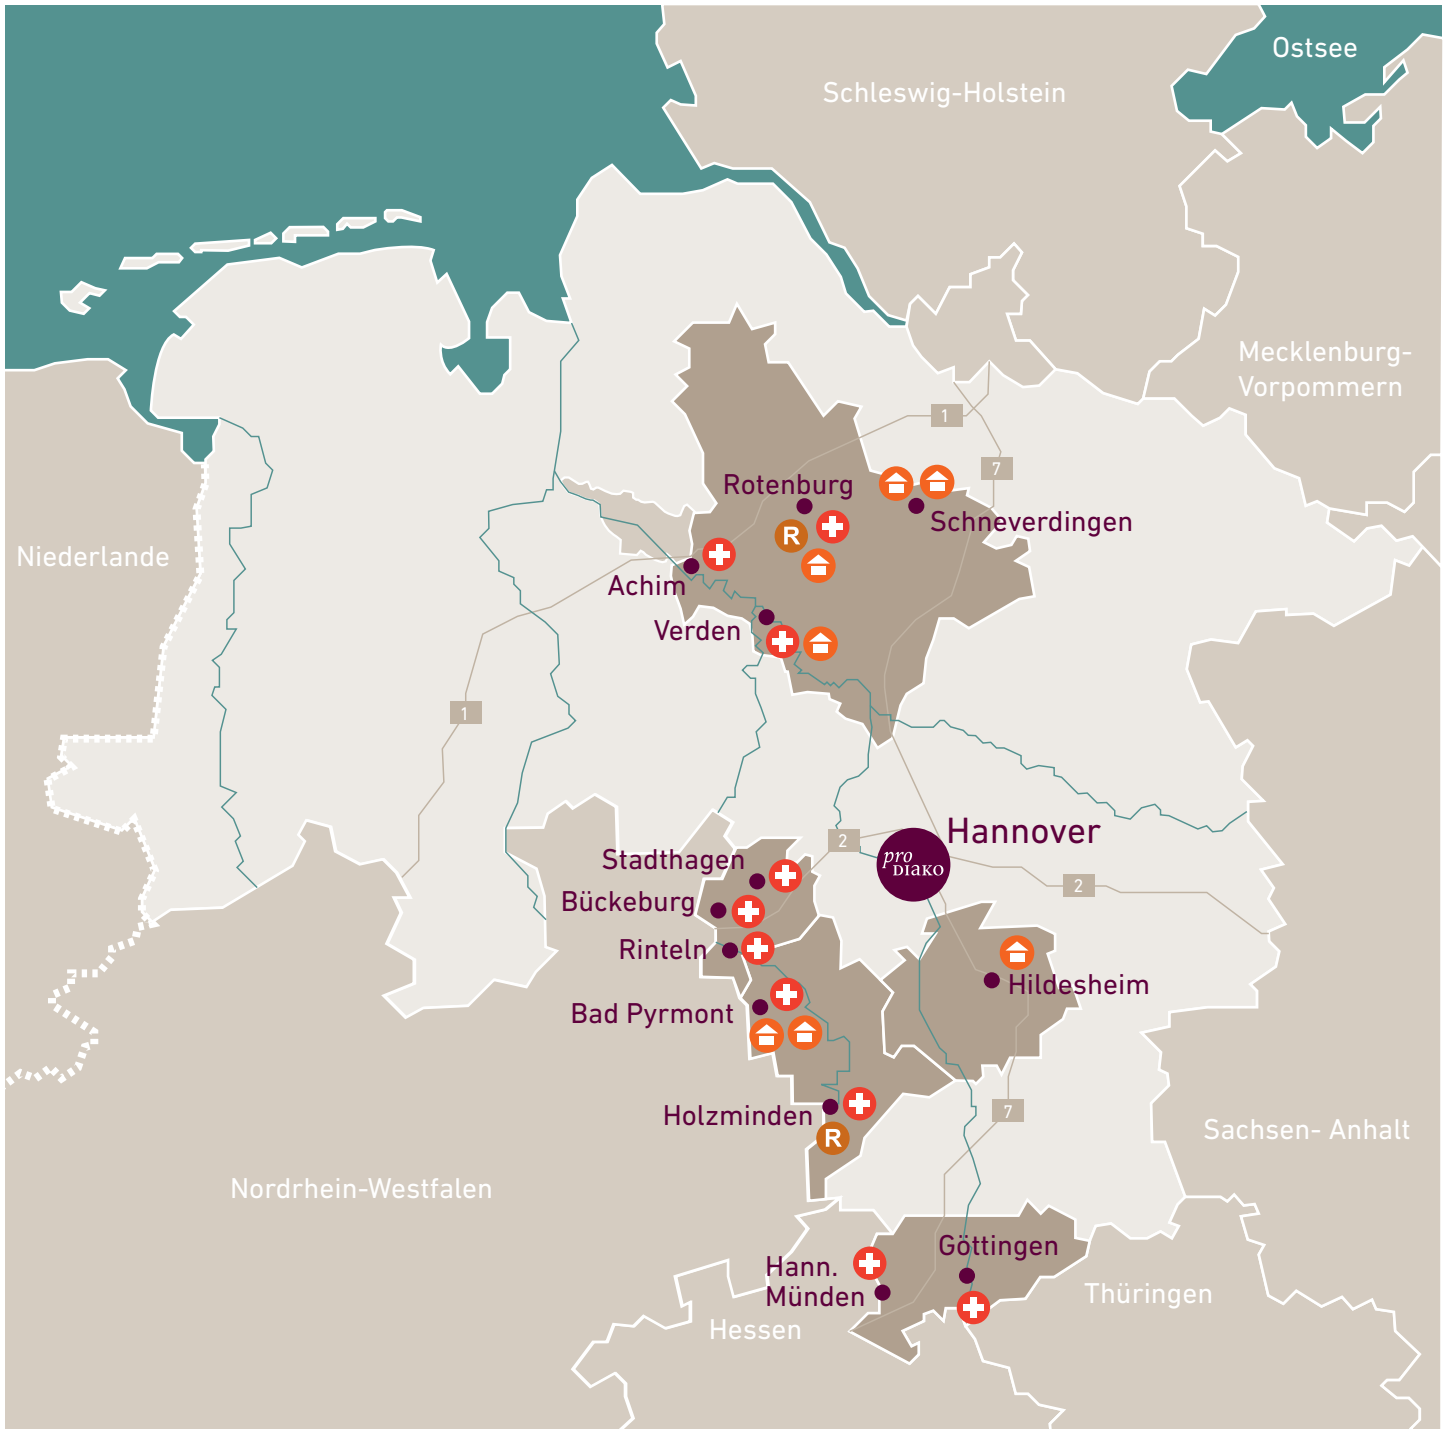 Ostsee
Schleswig-Holstein
Mecklenburg-
Vorpommern
1
7
Rotenburg
Schneverdingen
R
Niederlande
Achim
Verden
1
Hannover
2
pro
DIAKO
Stadthagen
2
Bückeburg
Rinteln
Hildesheim
Bad Pyrmont
7
Holzminden
R
Sachsen- Anhalt
Nordrhein-Westfalen
Göttingen
Hann.
Münden
Thüringen
Hessen